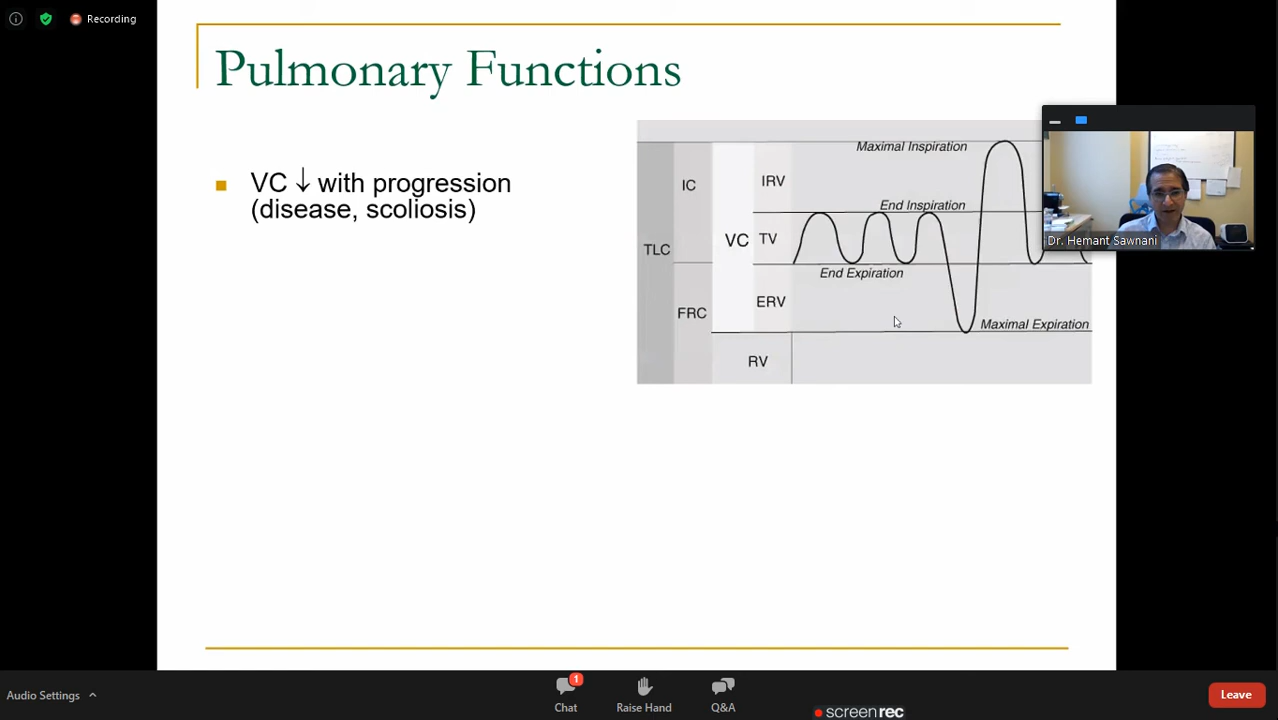 Recording
Pulmonary Functions
VC ↓ with progression
(disease, scoliosis)
Maximal Inspiration
IC
IRV
End Inspiration
TLC
VC
TV
End Expiration
FRC
ERV
Maximal Expiration
RV
Dr. Hemant Sawnani
Audio Settings
1
Chat
Raise Hand
Q&A
Leave
screenrec